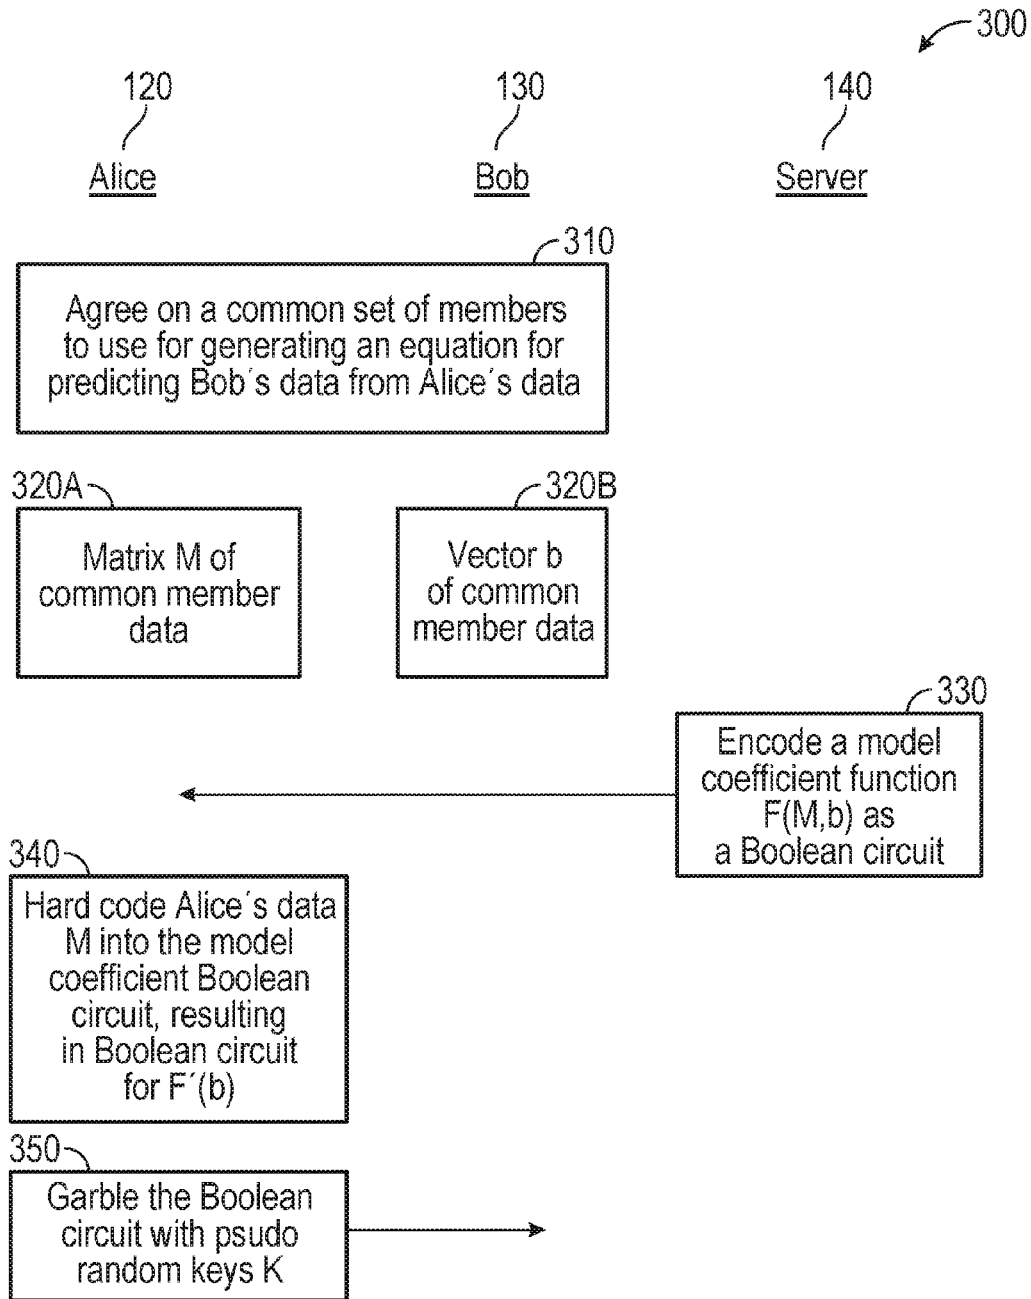 300
120
130
140
Alice
Bob
Server
310
Agree on a common set of members
to use for generating an equation for
predicting Bob´s data from Alice´s data
320A
320B
Matrix M of
common member
data
Vector b
of common
member data
330
Encode a model
coefficient function
F(M,b) as
a Boolean circuit
340
Hard code Alice´s data
M into the model
coefficient Boolean
circuit, resulting
in Boolean circuit
for F´(b)
350
Garble the Boolean
circuit with psudo
random keys K